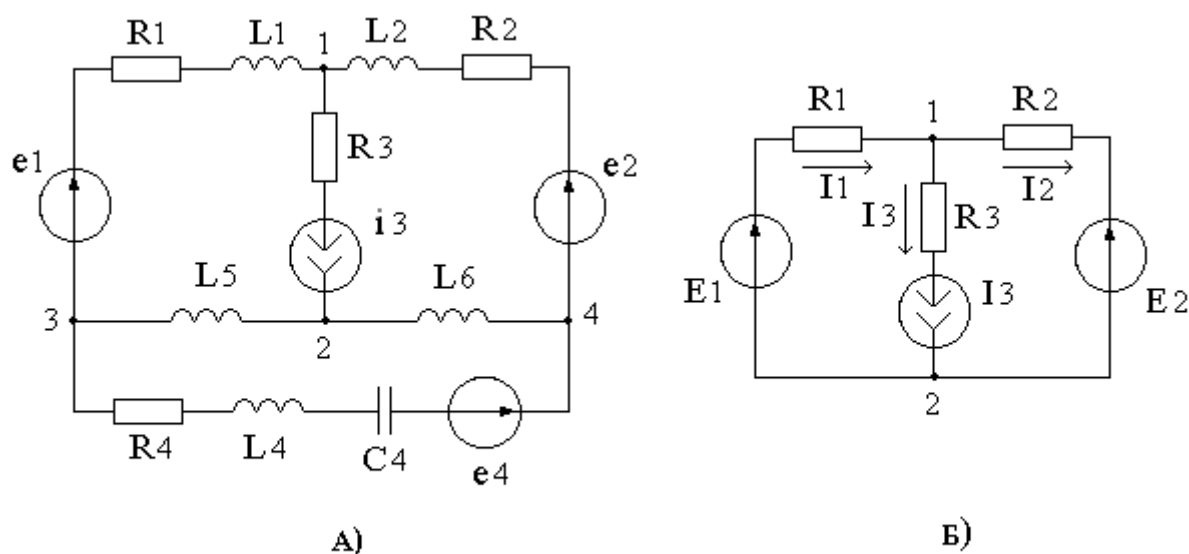 R1 L1 1 L2 R2
R3
e1
e2
i3
L5 L6
3 2 4
R4 L4 C4 e4
А)
R1 1 R2
I1 I2
I3 R3
E1 I3 E2
2
Б)